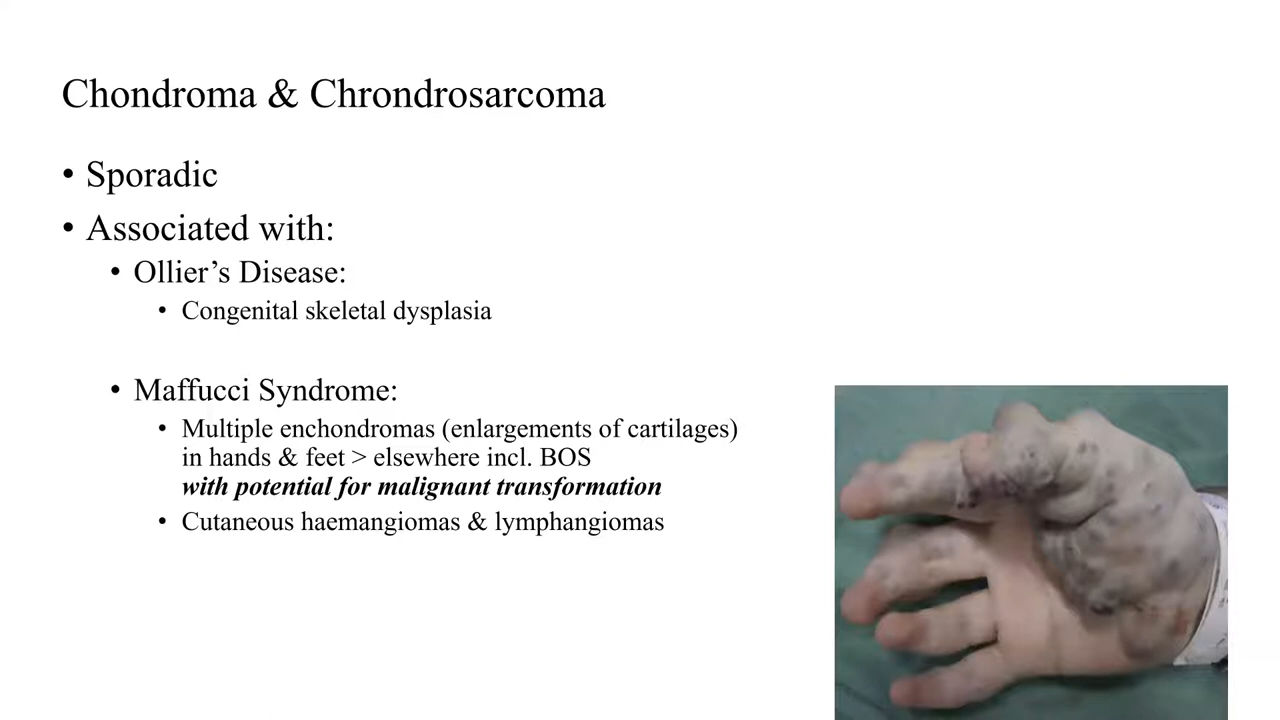 Chondroma & Chrondrosarcoma
• Sporadic
• Associated with:
• Ollier’s Disease:
• Congenital skeletal dysplasia
• Maffucci Syndrome:
• Multiple enchondromas (enlargements of cartilages)
in hands & feet > elsewhere incl. BOS
with potential for malignant transformation
• Cutaneous haemangiomas & lymphangiomas